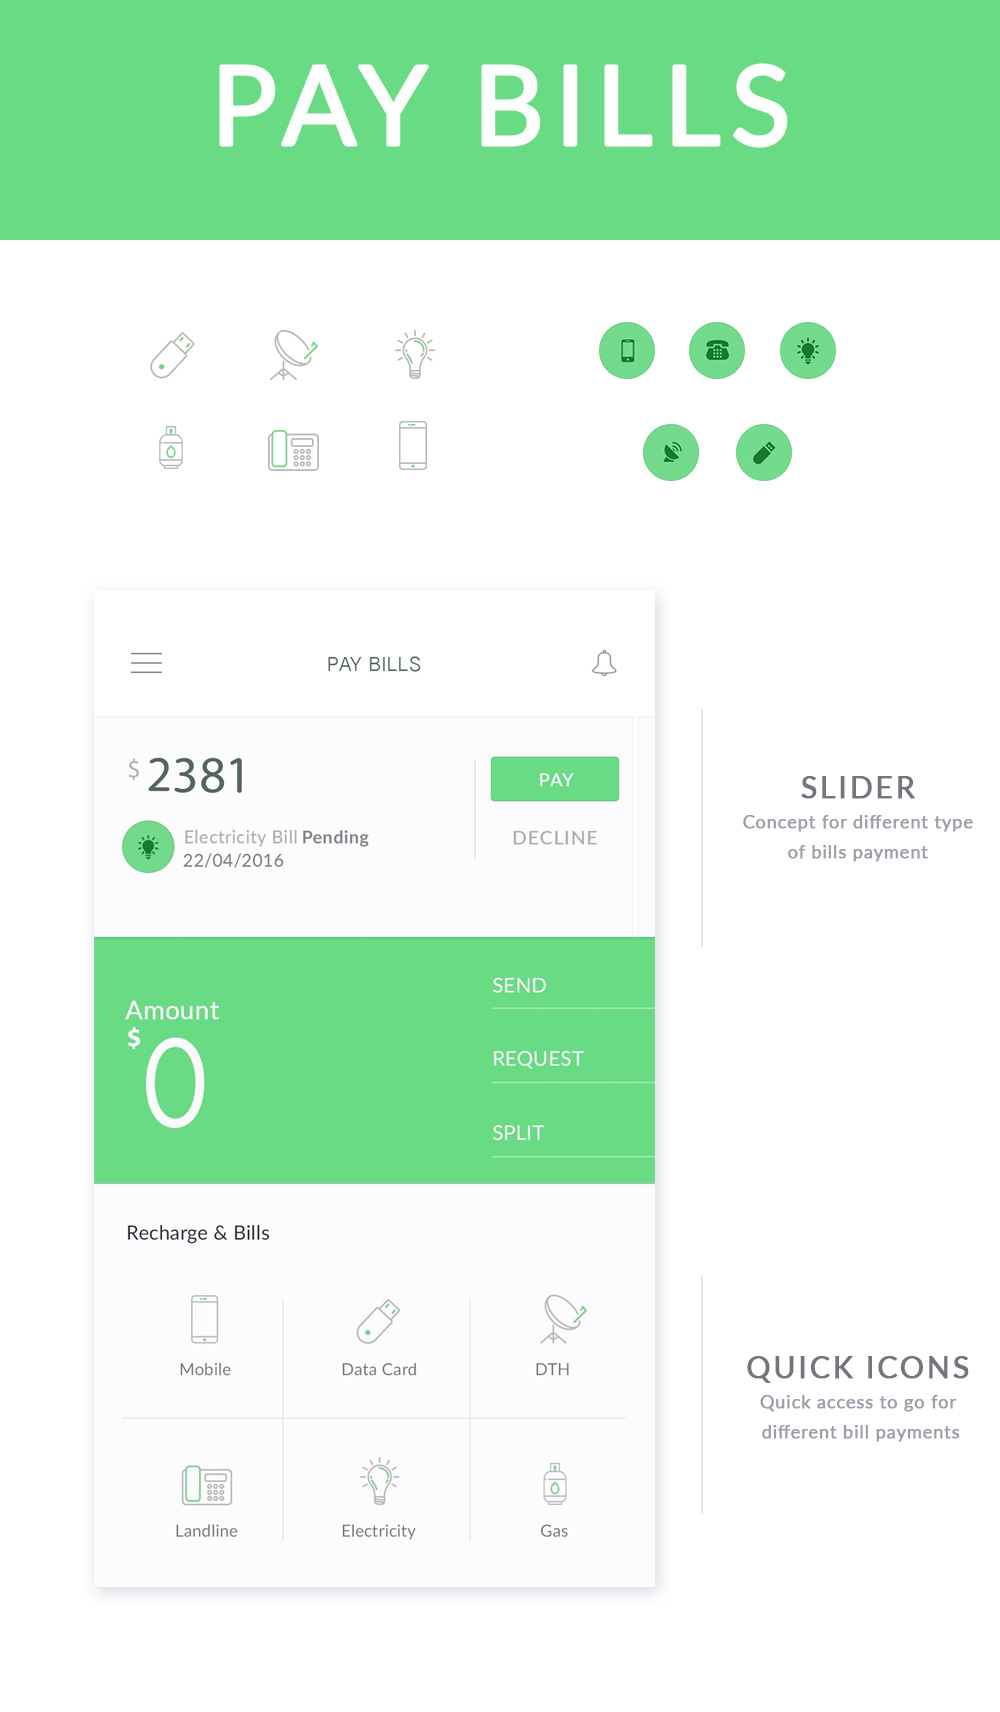 PAY BILLS
PAY BILLS
$ 2381
PAY
Electricity Bill Pending
22/04/2016
DECLINE
SLIDER
Concept for different type
of bills payment
Amount
$ 0
SEND
REQUEST
SPLIT
Recharge & Bills
Mobile
Data Card
DTH
QUICK ICONS
Quick access to go for
different bill payments
Landline
Electricity
Gas